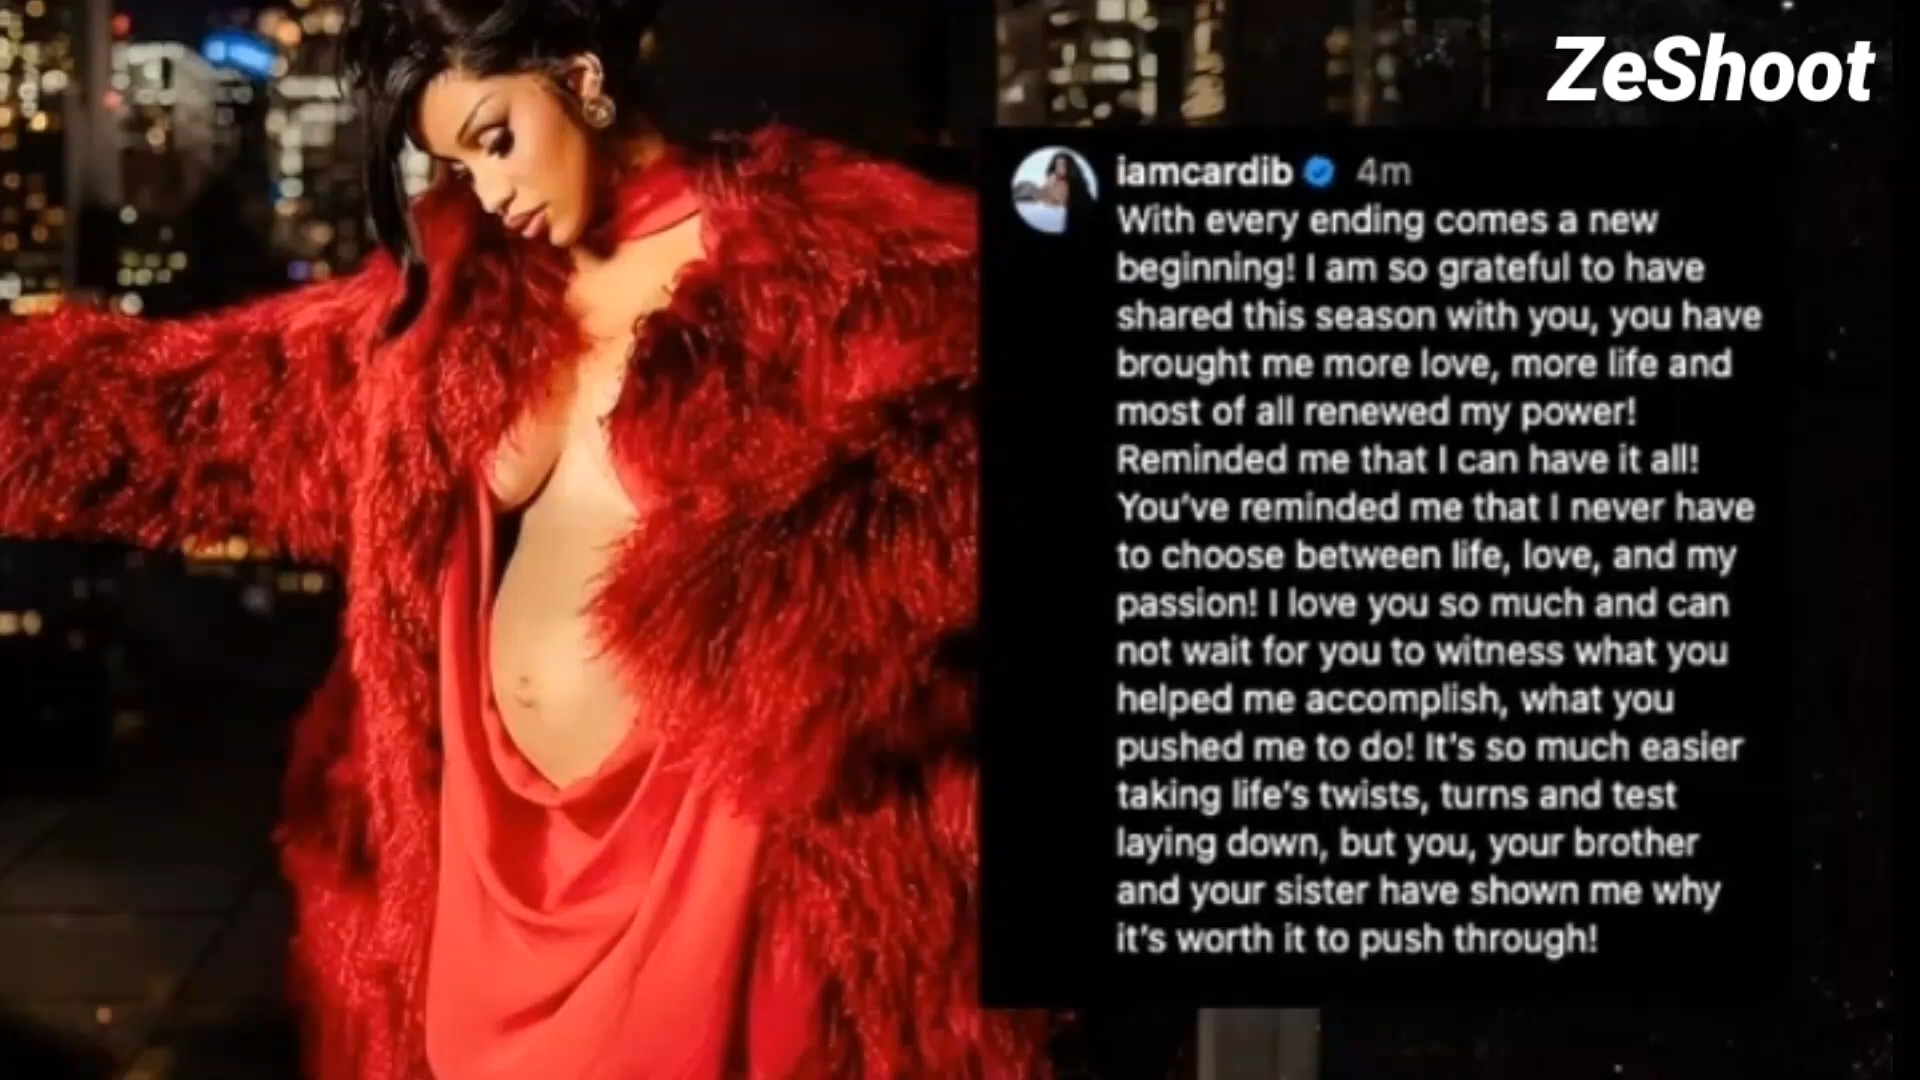 ZeShoot
iamcardib 4m
With every ending comes a new
beginning! I am so grateful to have
shared this season with you, you have
brought me more love, more life and
most of all renewed my power!
Reminded me that I can have it all!
You've reminded me that I never have
to choose between life, love, and my
passion! I love you so much and can
not wait for you to witness what you
helped me accomplish, what you
pushed me to do! It's so much easier
taking life's twists, turns and test
laying down, but you, your brother
and your sister have shown me why
it's worth it to push through!